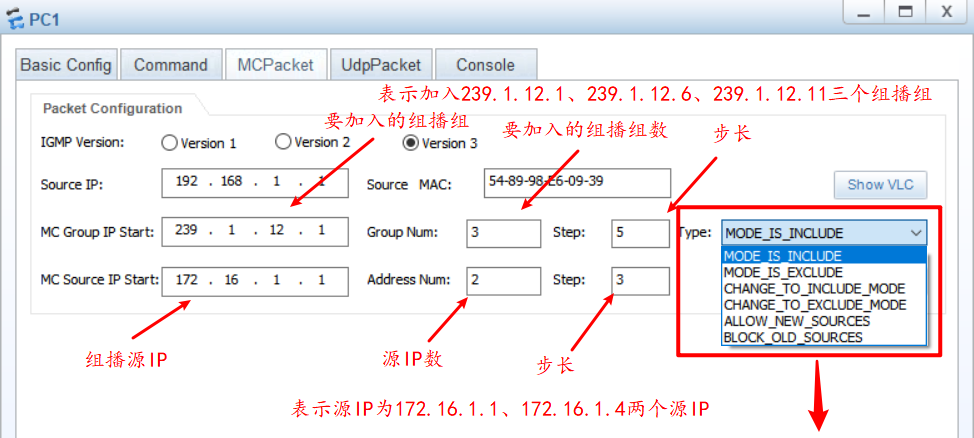 PC1
Basic Config
Command
MCPacket
UdpPacket
Console
Packet Configuration
表示加入239.1.12.1、239.1.12.6、239.1.12.11三个组播组
要加入的组播组
要加入的组播组数
步长
IGMP Version:
Version 1
Version 2
Version 3
Source IP:
192 . 168 . 1 . 1
Source MAC:
54-89-98-E6-09-39
Show VLC
MC Group IP Start:
239 . 1 . 12 . 1
Group Num:
3
Step:
5
Type:
MODE_IS_INCLUDE
MC Source IP Start:
172 . 16 . 1 . 1
Address Num:
2
Step:
3
MODE_IS_INCLUDE
MODE_IS_EXCLUDE
CHANGE_TO_INCLUDE_MODE
CHANGE_TO_EXCLUDE_MODE
ALLOW_NEW_SOURCES
BLOCK_OLD_SOURCES
组播源IP
源IP数
步长
表示源IP为172.16.1.1、172.16.1.4两个源IP